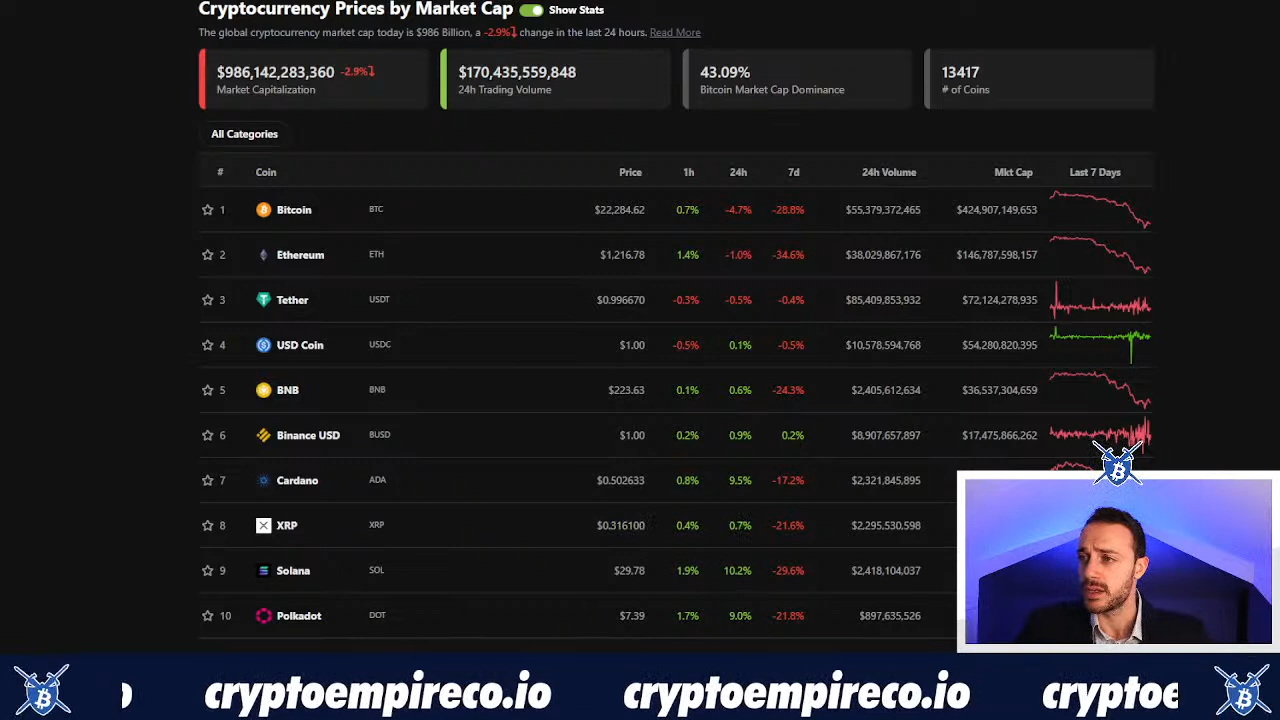 Cryptocurrency Prices by Market Cap Show Stats
The global cryptocurrency market cap today is $986 Billion, a -2.9% change in the last 24 hours. Read More
$986,142,283,360 -2.9%
Market Capitalization
$170,435,559,848
24h Trading Volume
43.09%
Bitcoin Market Cap Dominance
13417
# of Coins
All Categories
# Coin Price 1h 24h 7d 24h Volume Mkt Cap Last 7 Days
1 Bitcoin BTC $22,284.62 0.7% -4.7% -28.8% $55,379,372,465 $424,907,149,653
2 Ethereum ETH $1,216.78 1.4% -1.0% -34.6% $38,029,867,176 $146,787,598,157
3 Tether USDT $0.996670 -0.3% -0.5% -0.4% $85,409,853,932 $72,124,278,935
4 USD Coin USDC $1.00 -0.5% 0.1% -0.5% $10,578,594,768 $54,280,820,395
5 BNB BNB $223.63 0.1% 0.6% -24.3% $2,405,612,634 $36,537,304,659
6 Binance USD BUSD $1.00 0.2% 0.9% 0.2% $8,907,657,897 $17,475,866,262
7 Cardano ADA $0.502633 0.8% 9.5% -17.2% $2,321,845,895
8 XRP XRP $0.316100 0.4% 0.7% -21.6% $2,295,530,598
9 Solana SOL $29.78 1.9% 10.2% -29.6% $2,418,104,037
10 Polkadot DOT $7.39 1.7% 9.0% -21.8% $897,635,526
cryptoempireco.io cryptoempireco.io cryptoe